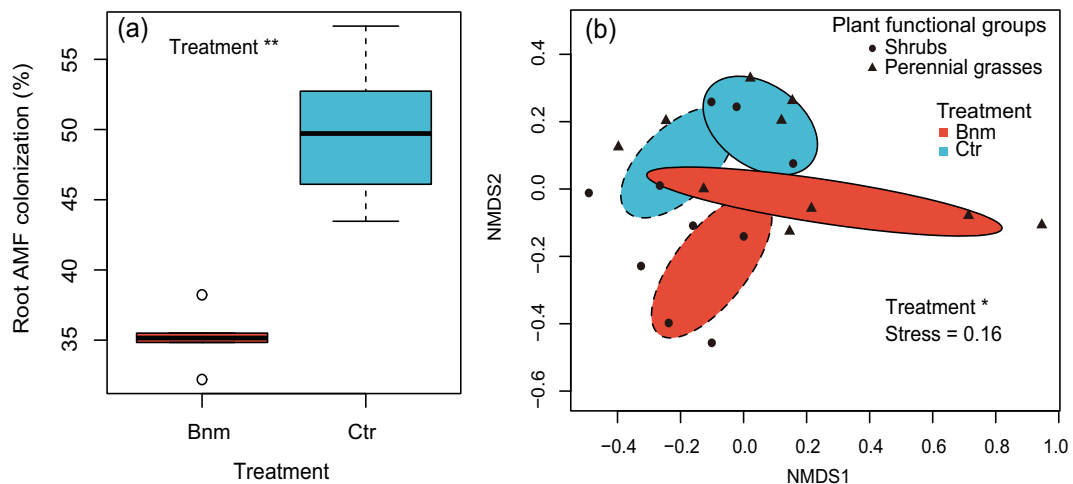 (a)
Treatment **
Root AMF colonization (%)
55
50
45
40
35
Bnm
Ctr
Treatment
(b)
Plant functional groups
Shrubs
Perennial grasses
Treatment
Bnm
Ctr
NMDS2
0.4
0.2
0.0
−0.2
−0.4
−0.6
Treatment *
Stress = 0.16
−0.4 −0.2 0.0 0.2 0.4 0.6 0.8 1.0
NMDS1